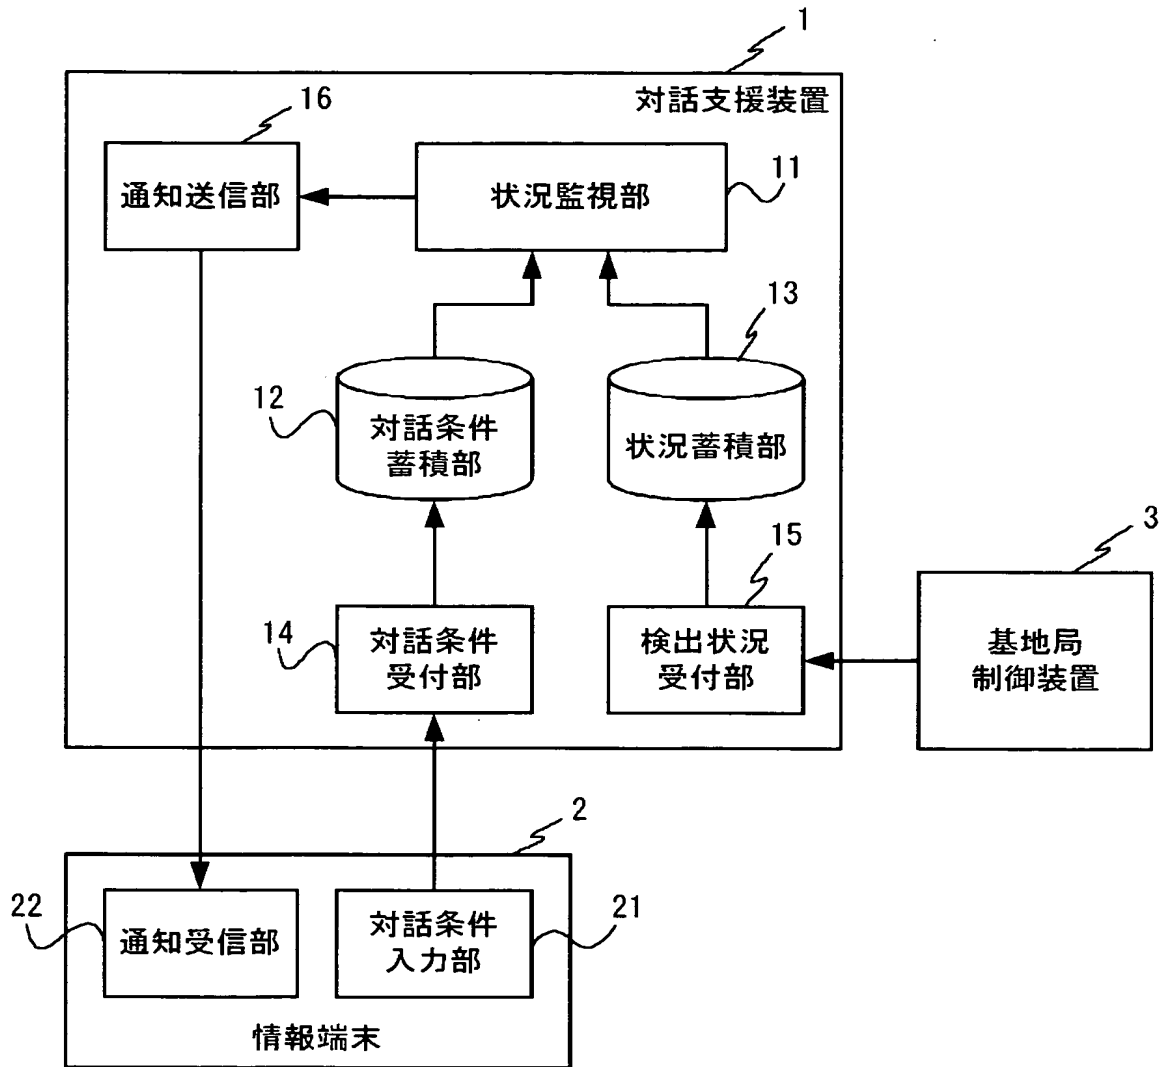 1
対話支援装置
16
通知送信部
状況監視部
11
13
12
対話条件
蓄積部
状況蓄積部
15
3
14
対話条件
受付部
検出状況
受付部
基地局
制御装置
2
22
通知受信部
対話条件
入力部
21
情報端末